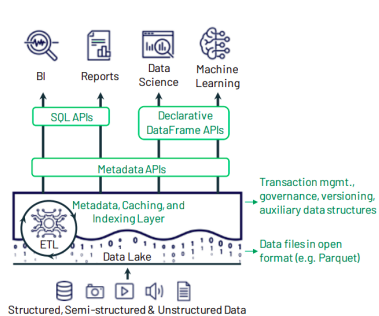 BI
Reports
Data
Science
Machine
Learning
SQL APIs
Declarative
DataFrame APIs
Metadata APIs
Metadata, Caching, and
Indexing Layer
ETL
Data Lake
Transaction mgmt.,
governance, versioning,
auxiliary data structures
Data files in open
format (e.g. Parquet)
Structured, Semi-structured & Unstructured Data